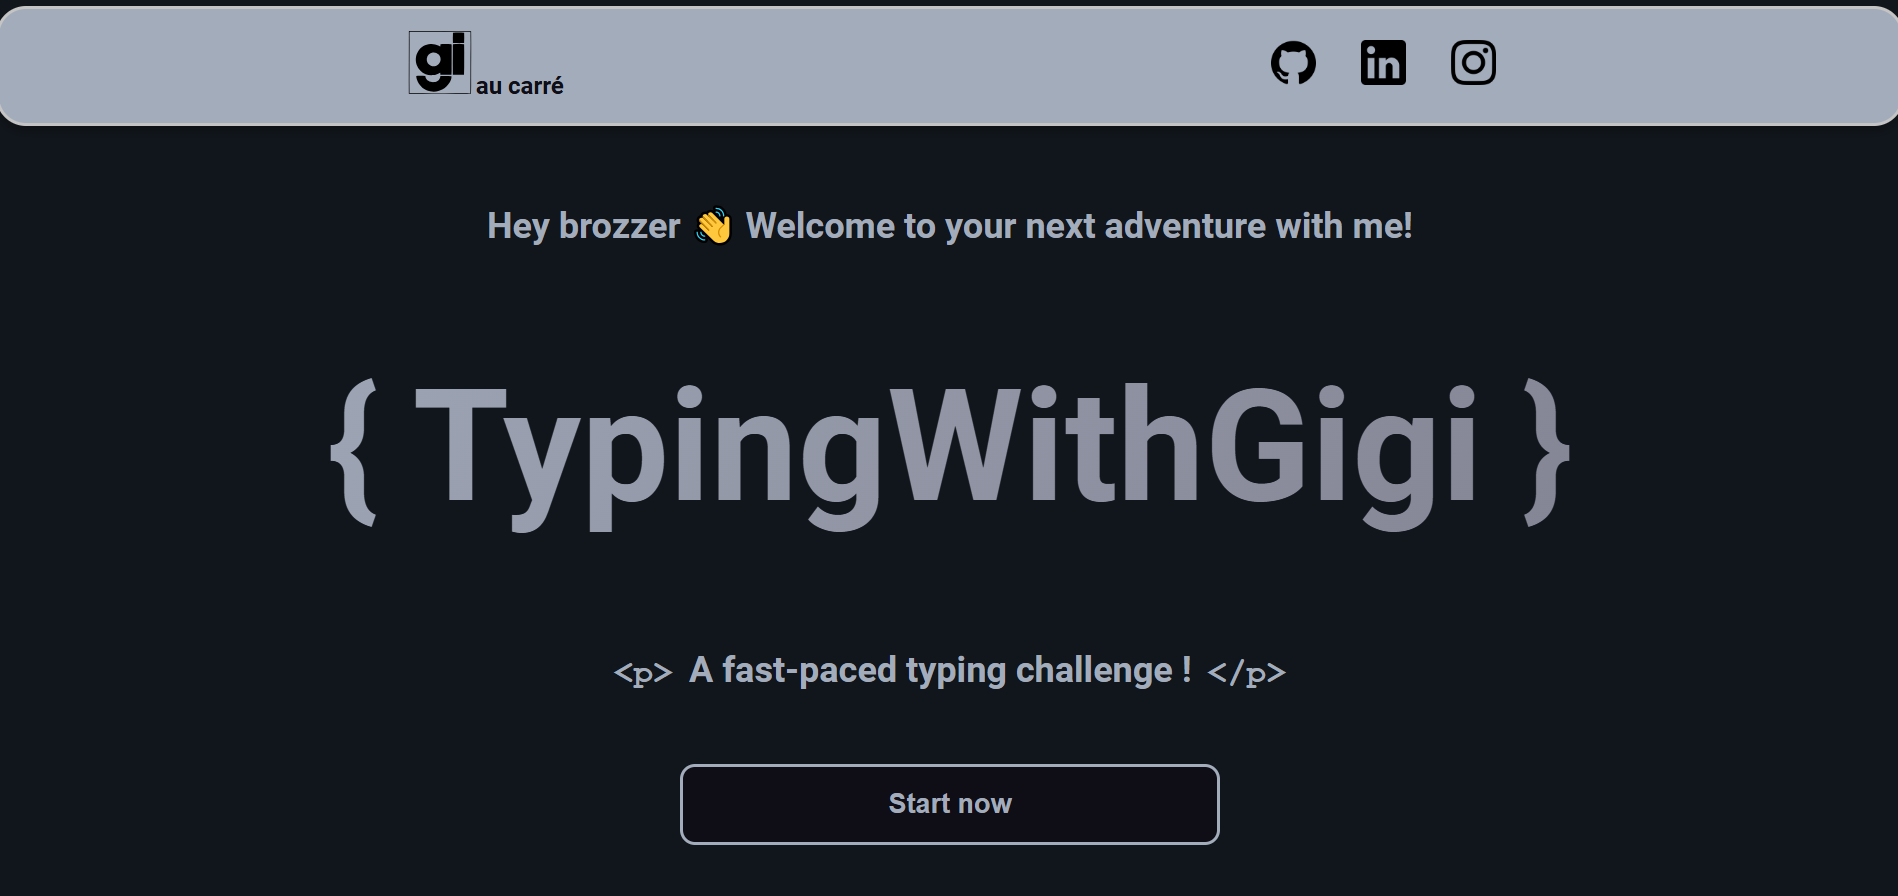 gi au carré
Hey brozzer 👋 Welcome to your next adventure with me!
{ TypingWithGigi }
<p> A fast-paced typing challenge ! </p>
Start now